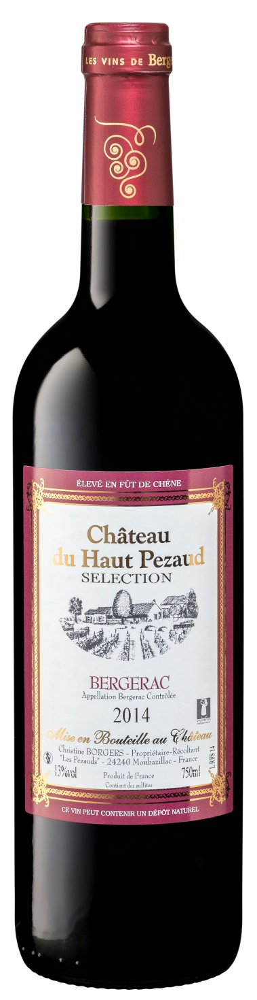 LES VINS DE Berge
ÉLEVÉ EN FÛT DE CHÊNE
Château
du Haut Pezaud
SELECTION
BERGERAC
Appellation Bergerac Contrôlée
2014
Mise en Bouteille au Château
Christine BORGERS - Propriétaire-Récoltant
"Les Pezauds" - 24240 Monbazillac - France
13%vol
Produit de France
750ml
Contient des sulfites
L RFS 14
CE VIN PEUT CONTENIR UN DÉPÔT NATUREL